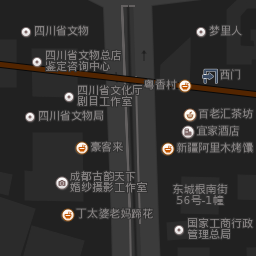 四川省文物
梦里人
四川省文物总店
鉴定咨询中心
西门
粤香村
四川省文化厅
剧目工作室
四川省文物局
百老汇茶坊
宜家酒店
豪客来
新疆阿里木烤馕
成都古韵天下
婚纱摄影工作室
东城根南街
56号-1幢
丁太婆老妈蹄花
国家工商行政
管理总局